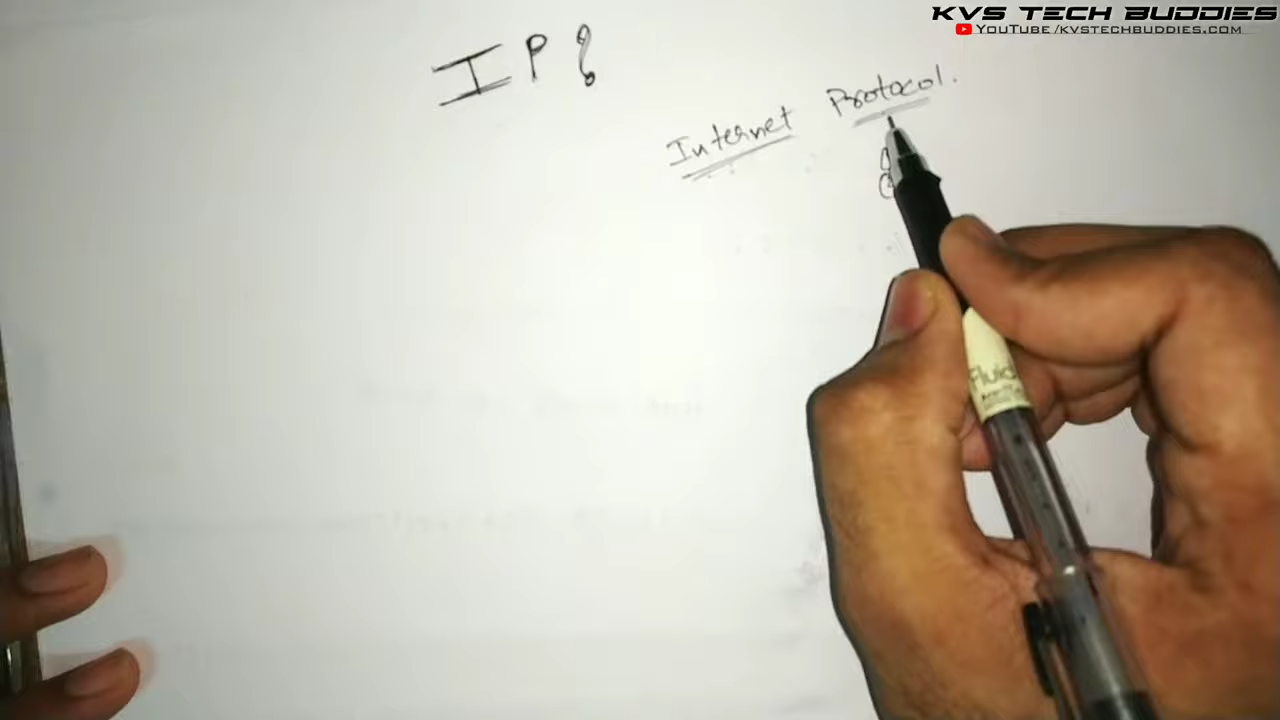 KVS TECH BUDDIES
YouTube/kvstechbuddies.com
IP?
Internet Protocol.
Fluid